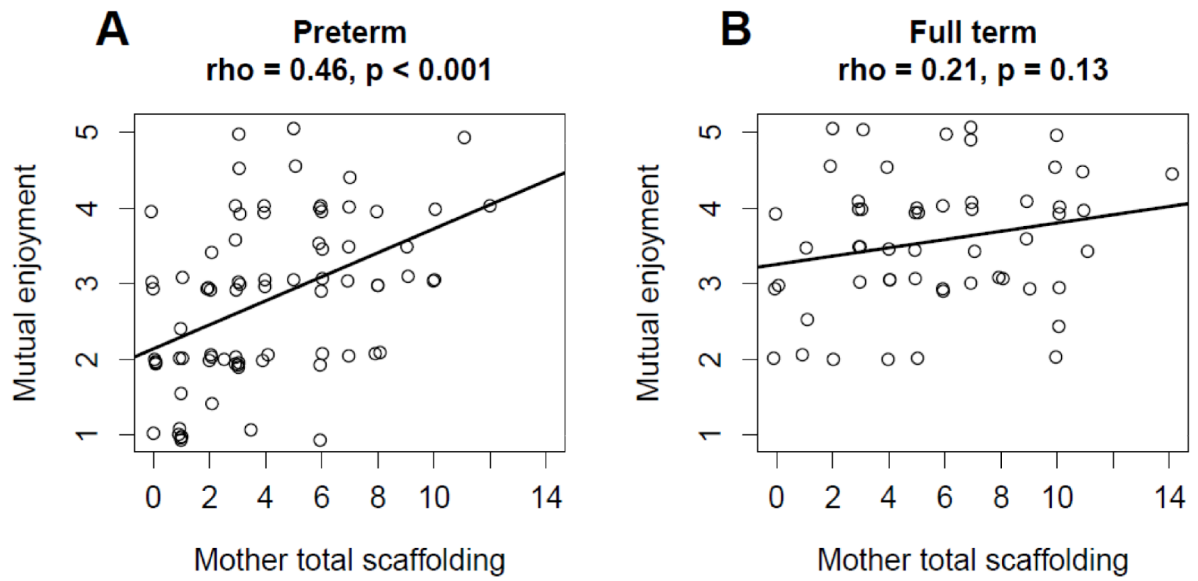 A
Preterm
rho = 0.46, p < 0.001
Mutual enjoyment
5
4
3
2
1
0 2 4 6 8 10 14
Mother total scaffolding
B
Full term
rho = 0.21, p = 0.13
Mutual enjoyment
5
4
3
2
1
0 2 4 6 8 10 14
Mother total scaffolding